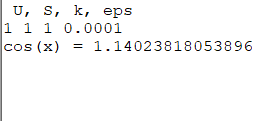 U, S, k, eps
1 1 1 0.0001
cos(x) = 1.14023818053896